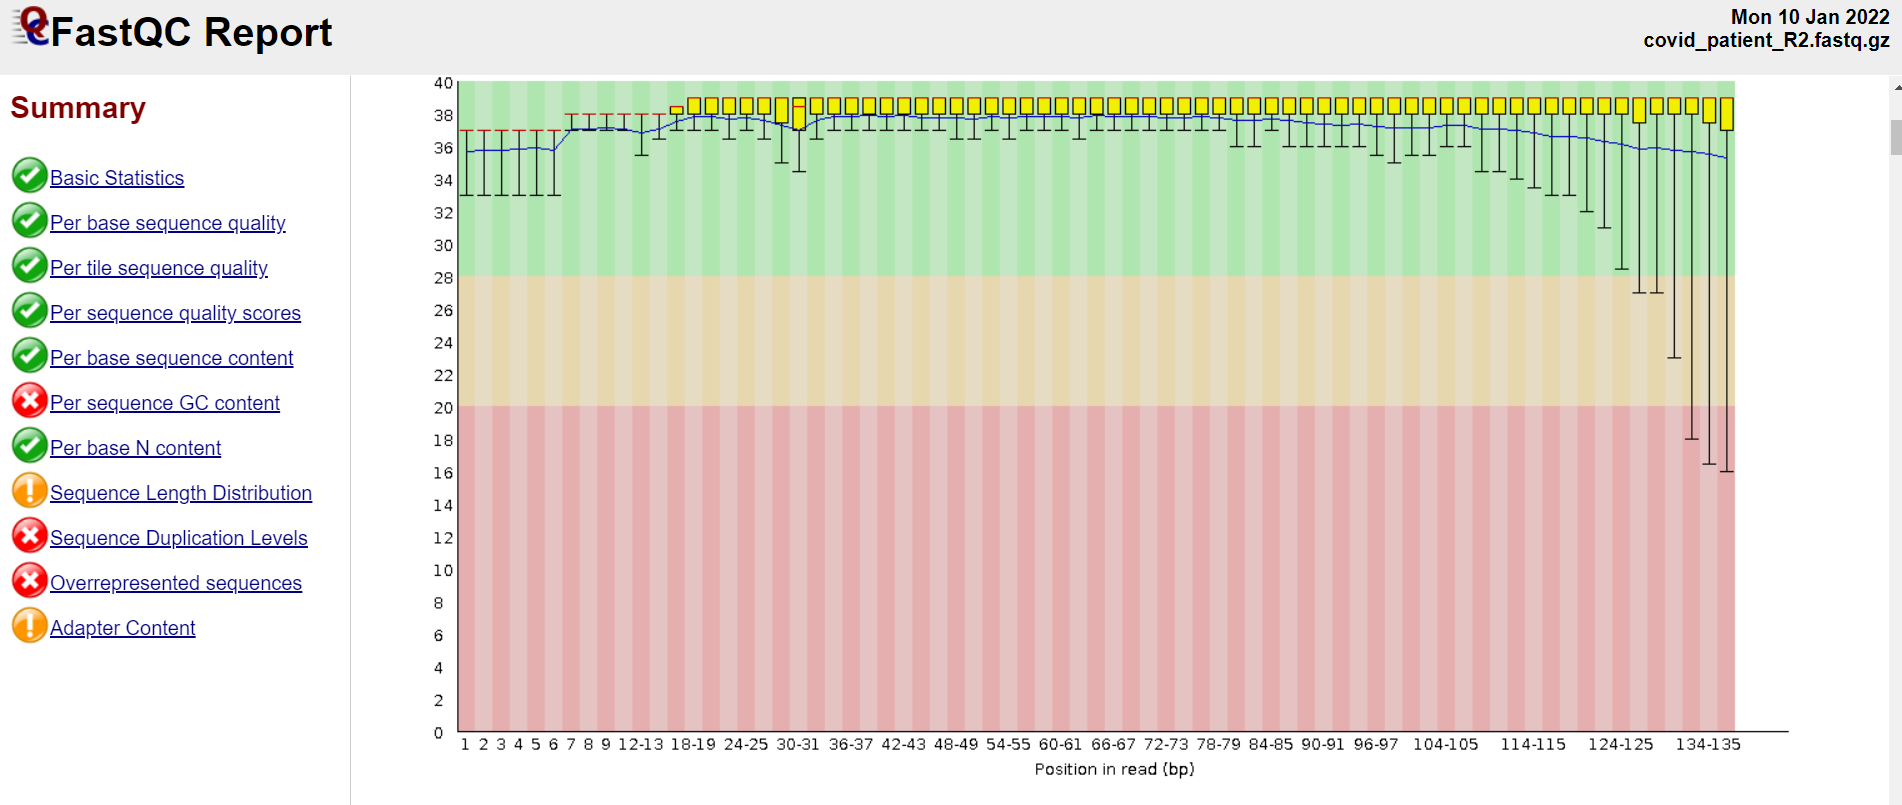 FastQC Report
Mon 10 Jan 2022
covid_patient_R2.fastq.gz
Summary
Basic Statistics
Per base sequence quality
Per tile sequence quality
Per sequence quality scores
Per base sequence content
Per sequence GC content
Per base N content
Sequence Length Distribution
Sequence Duplication Levels
Overrepresented sequences
Adapter Content
40
38
36
34
32
30
28
26
24
22
20
18
16
14
12
10
8
6
4
2
0
1 2 3 4 5 6 7 8 9 12-13 18-19 24-25 30-31 36-37 42-43 48-49 54-55 60-61 66-67 72-73 78-79 84-85 90-91 96-97 104-105 114-115 124-125 134-135
Position in read (bp)